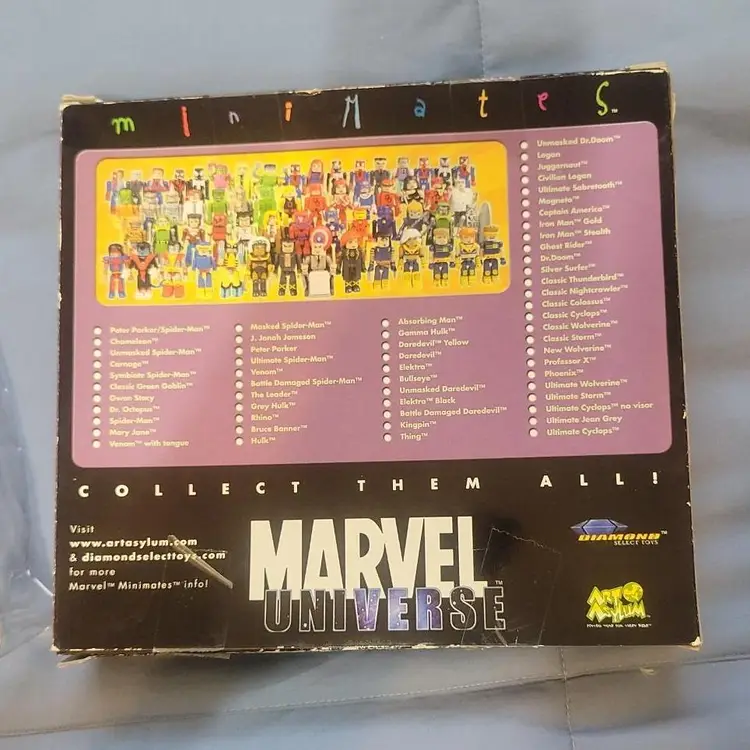 miniMates™
Unmasked Dr.Doom™
Logan
Juggernaut™
Civilian Logan
Ultimate Sabretooth™
Magneto™
Captain America™
Iron Man™ Gold
Iron Man™ Stealth
Ghost Rider™
Dr.Doom™
Silver Surfer™
Classic Thunderbird™
Classic Nightcrawler™
Classic Colossus™
Classic Cyclops™
Classic Wolverine™
Classic Storm™
New Wolverine™
Professor X™
Phoenix™
Ultimate Wolverine™
Ultimate Storm™
Ultimate Cyclops™ no visor
Ultimate Jean Grey
Ultimate Cyclops™
Peter Parker/Spider-Man™
Chameleon™
Unmasked Spider-Man™
Carnage™
Symbiote Spider-Man™
Classic Green Goblin™
Gwen Stacy
Dr. Octopus™
Spider-Man™
Mary Jane™
Venom™ with tongue
Masked Spider-Man™
J. Jonah Jameson
Peter Parker
Ultimate Spider-Man™
Venom™
Battle Damaged Spider-Man™
The Leader™
Grey Hulk™
Rhino™
Bruce Banner™
Hulk™
Absorbing Man™
Gamma Hulk™
Daredevil™ Yellow
Daredevil™
Elektra™
Bullseye™
Unmasked Daredevil™
Elektra™ Black
Battle Damaged Daredevil™
Kingpin™
Thing™
COLLECT THEM ALL!
Visit
www.artasylum.com
& diamondselecttoys.com
for more
Marvel™ Minimates™ info!
MARVEL™
UNIVERSE
DIAMOND™
SELECT TOYS
ART
ASYLUM™